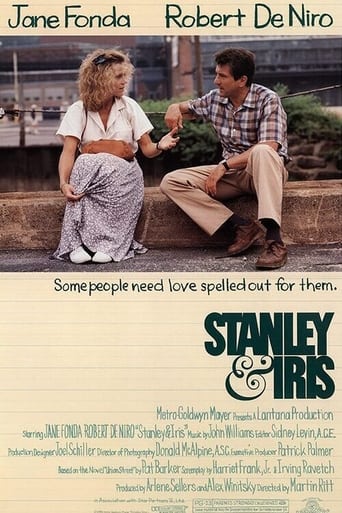 Jane Fonda Robert De Niro
Some people need love spelled out for them.
STANLEY
& IRIS
Metro Goldwyn Mayer Presents A Lantana Production
Starring JANE FONDA ROBERT DE NIRO "Stanley & Iris" Music by John Williams Editor Sidney Levin, A.C.E.
Production Designer Joel Schiller Director of Photography Donald McAlpine, A.S.C. Executive Producer Patrick Palmer
Based on the Novel "Union Street" by Pat Barker Screenplay by Harriet Frank, Jr. & Irving Ravetch
Produced by Arlene Sellers and Alex Winitsky Directed by Martin Ritt
PG-13